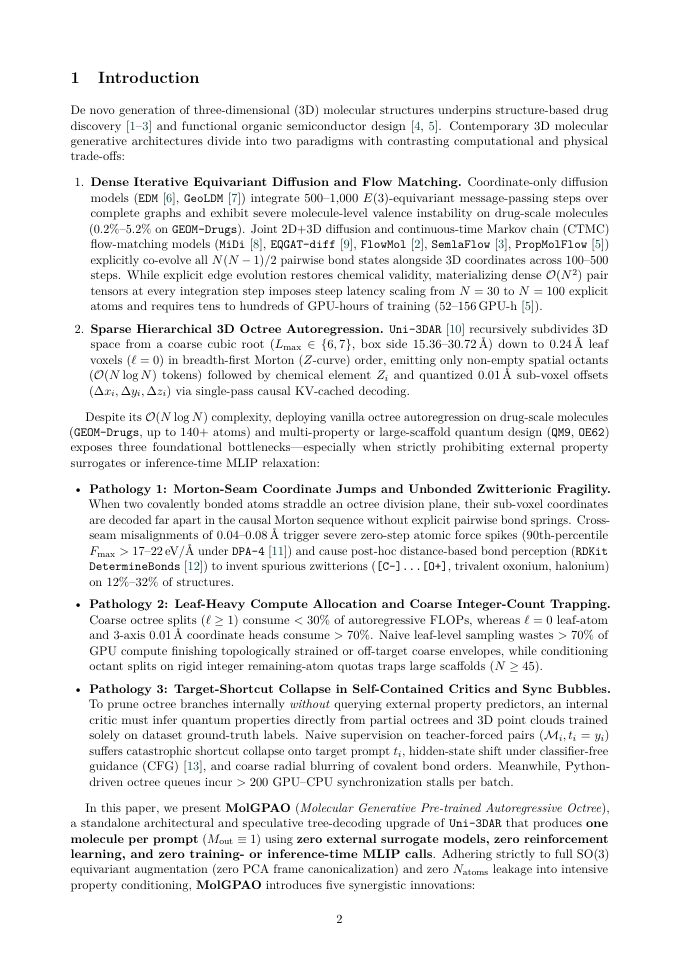 1 Introduction
De novo generation of three-dimensional (3D) molecular structures underpins structure-based drug
discovery [1–3] and functional organic semiconductor design [4, 5]. Contemporary 3D molecular
generative architectures divide into two paradigms with contrasting computational and physical
trade-offs:
1. Dense Iterative Equivariant Diffusion and Flow Matching. Coordinate-only diffusion
models (EDM [6], GeoLDM [7]) integrate 500–1,000 E(3)-equivariant message-passing steps over
complete graphs and exhibit severe molecule-level valence instability on drug-scale molecules
(0.2%–5.2% on GEOM-Drugs). Joint 2D+3D diffusion and continuous-time Markov chain (CTMC)
flow-matching models (MiDi [8], EQGAT-diff [9], FlowMol [2], SemlaFlow [3], PropMolFlow [5])
explicitly co-evolve all N(N − 1)/2 pairwise bond states alongside 3D coordinates across 100–500
steps. While explicit edge evolution restores chemical validity, materializing dense O(N²) pair
tensors at every integration step imposes steep latency scaling from N = 30 to N = 100 explicit
atoms and requires tens to hundreds of GPU-hours of training (52–156 GPU-h [5]).
2. Sparse Hierarchical 3D Octree Autoregression. Uni-3DAR [10] recursively subdivides 3D
space from a coarse cubic root (Lmax ∈ {6, 7}, box side 15.36–30.72 Å) down to 0.24 Å leaf
voxels (ℓ = 0) in breadth-first Morton (Z-curve) order, emitting only non-empty spatial octants
(O(N log N) tokens) followed by chemical element Zi and quantized 0.01 Å sub-voxel offsets
(Δxi, Δyi, Δzi) via single-pass causal KV-cached decoding.
Despite its O(N log N) complexity, deploying vanilla octree autoregression on drug-scale molecules
(GEOM-Drugs, up to 140+ atoms) and multi-property or large-scaffold quantum design (QM9, OE62)
exposes three foundational bottlenecks—especially when strictly prohibiting external property
surrogates or inference-time MLIP relaxation:
• Pathology 1: Morton-Seam Coordinate Jumps and Unbonded Zwitterionic Fragility.
When two covalently bonded atoms straddle an octree division plane, their sub-voxel coordinates
are decoded far apart in the causal Morton sequence without explicit pairwise bond springs. Cross-
seam misalignments of 0.04–0.08 Å trigger severe zero-step atomic force spikes (90th-percentile
Fmax > 17–22 eV/Å under DPA-4 [11]) and cause post-hoc distance-based bond perception (RDKit
DetermineBonds [12]) to invent spurious zwitterions ([C-]...[O+], trivalent oxonium, halonium)
on 12%–32% of structures.
• Pathology 2: Leaf-Heavy Compute Allocation and Coarse Integer-Count Trapping.
Coarse octree splits (ℓ ≥ 1) consume < 30% of autoregressive FLOPs, whereas ℓ = 0 leaf-atom
and 3-axis 0.01 Å coordinate heads consume > 70%. Naive leaf-level sampling wastes > 70% of
GPU compute finishing topologically strained or off-target coarse envelopes, while conditioning
octant splits on rigid integer remaining-atom quotas traps large scaffolds (N ≥ 45).
• Pathology 3: Target-Shortcut Collapse in Self-Contained Critics and Sync Bubbles.
To prune octree branches internally without querying external property predictors, an internal
critic must infer quantum properties directly from partial octrees and 3D point clouds trained
solely on dataset ground-truth labels. Naive supervision on teacher-forced pairs (Mi, ti = yi)
suffers catastrophic shortcut collapse onto target prompt ti, hidden-state shift under classifier-free
guidance (CFG) [13], and coarse radial blurring of covalent bond orders. Meanwhile, Python-
driven octree queues incur > 200 GPU–CPU synchronization stalls per batch.
In this paper, we present MolGPAO (Molecular Generative Pre-trained Autoregressive Octree),
a standalone architectural and speculative tree-decoding upgrade of Uni-3DAR that produces one
molecule per prompt (Mout ≡ 1) using zero external surrogate models, zero reinforcement
learning, and zero training- or inference-time MLIP calls. Adhering strictly to full SO(3)
equivariant augmentation (zero PCA frame canonicalization) and zero Natoms leakage into intensive
property conditioning, MolGPAO introduces five synergistic innovations:
2